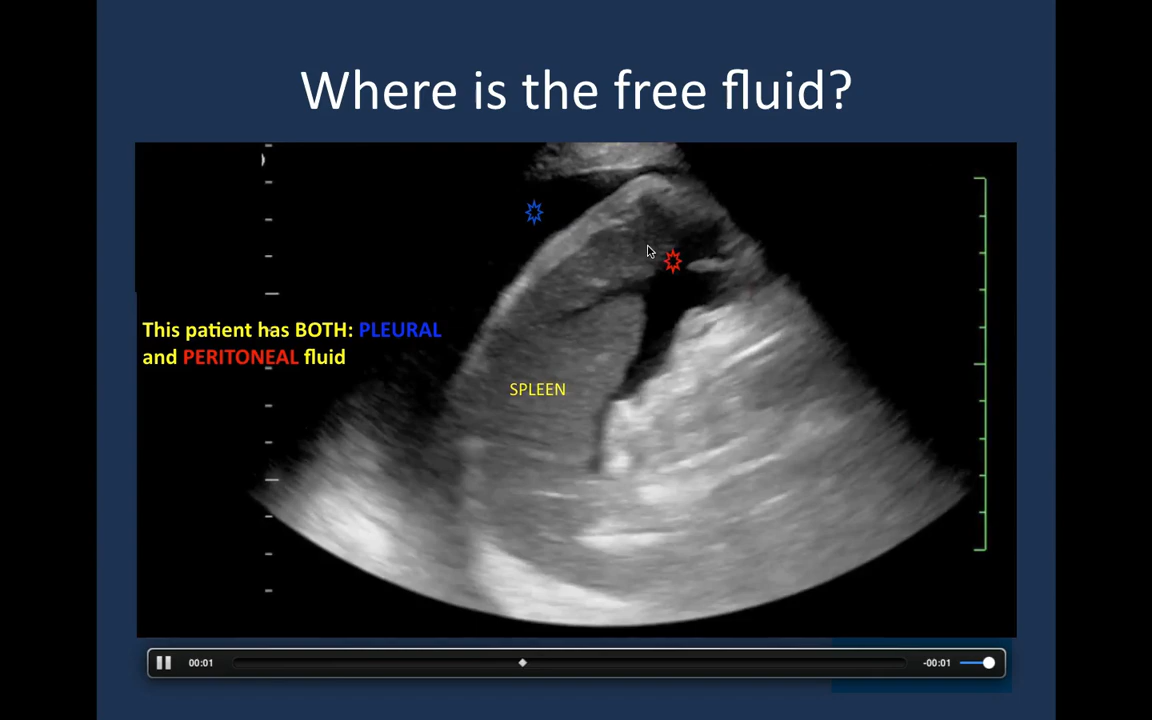 Where is the free fluid?
This patient has BOTH: PLEURAL
and PERITONEAL fluid
SPLEEN
00:01
-00:01